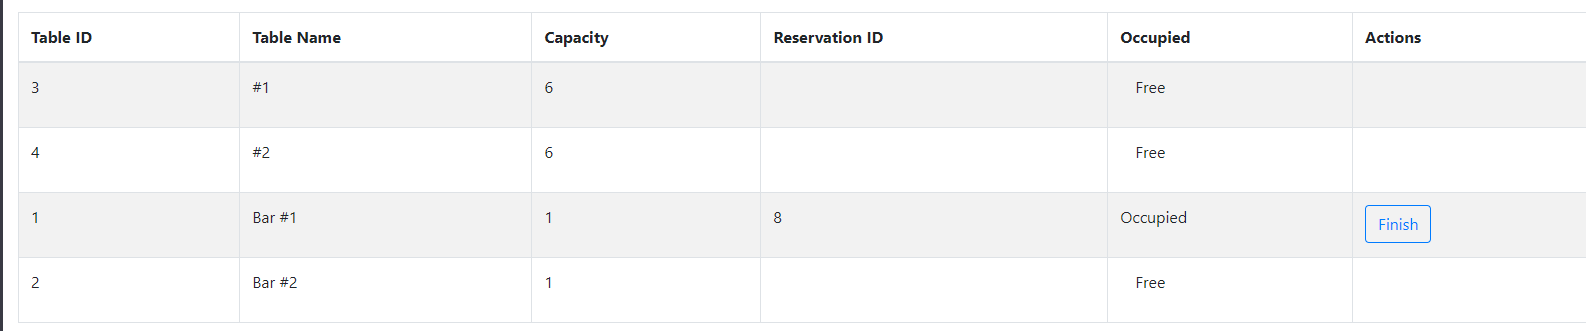 Table ID Table Name Capacity Reservation ID Occupied Actions
3 #1 6 Free
4 #2 6 Free
1 Bar #1 1 8 Occupied Finish
2 Bar #2 1 Free